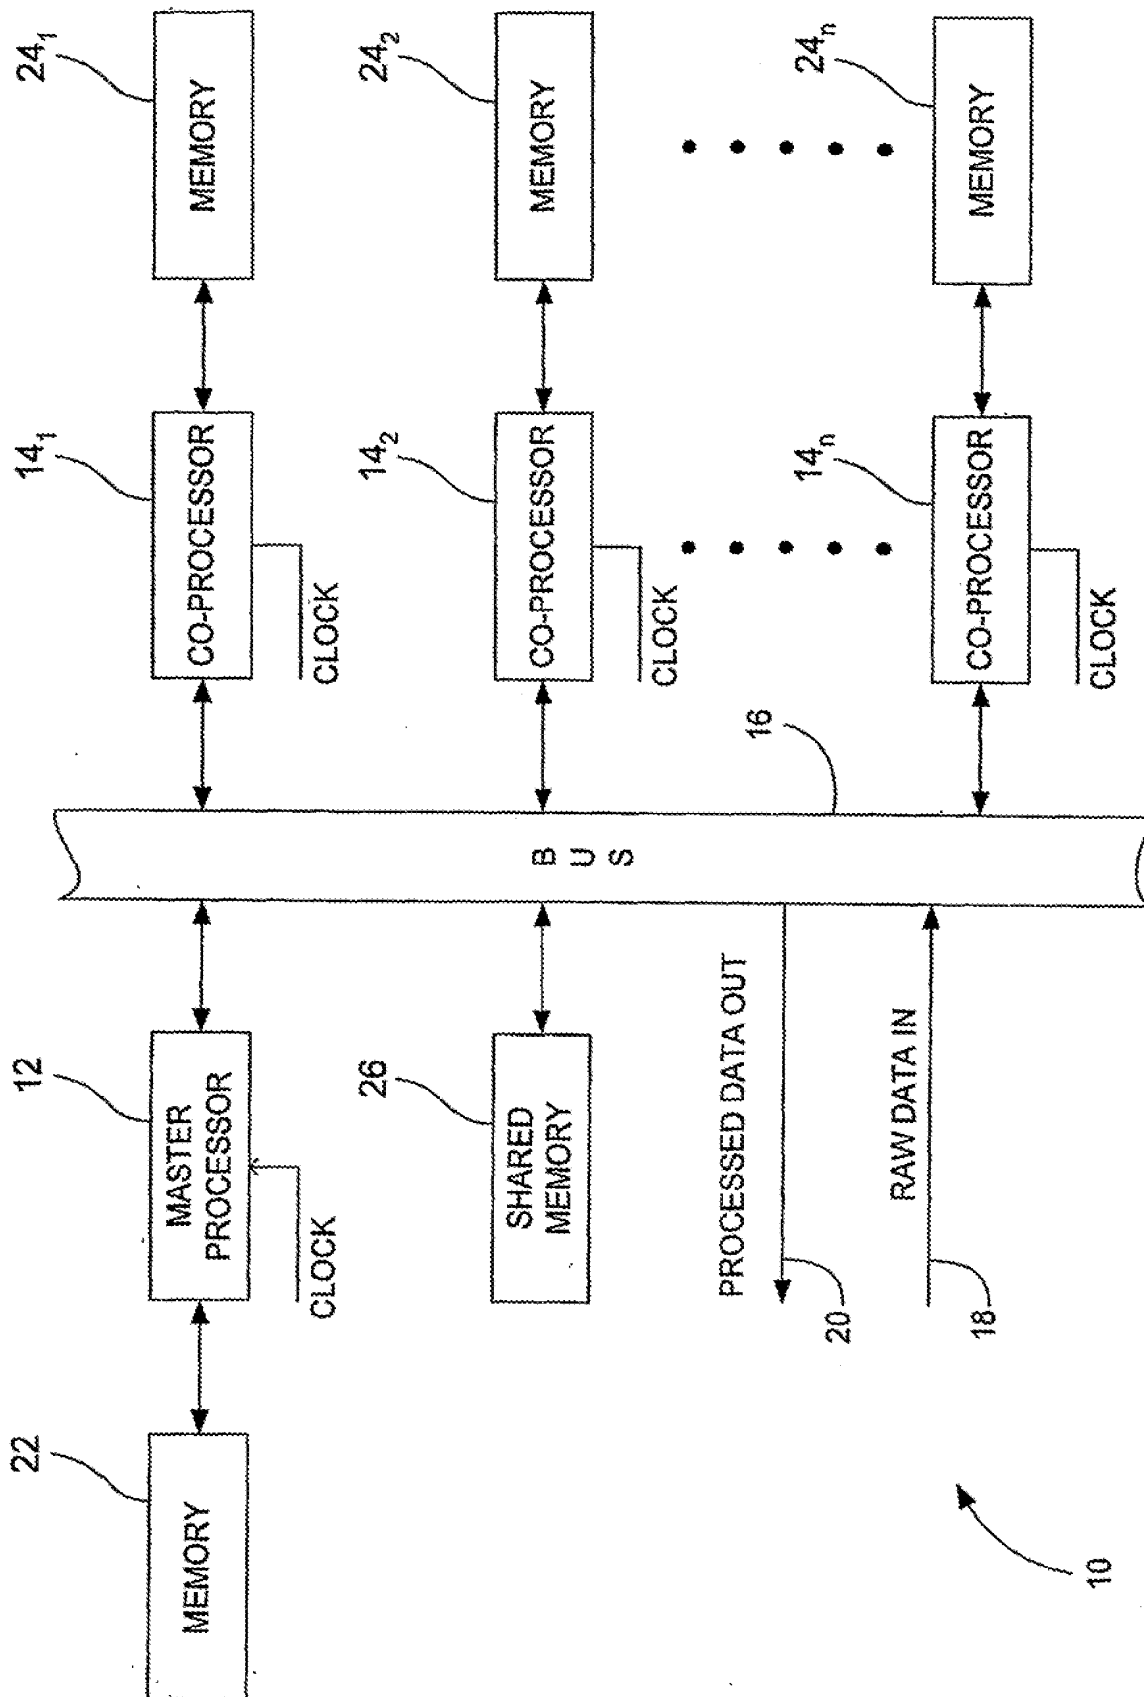 22
MEMORY
12
MASTER
PROCESSOR
CLOCK
14₁
CO-PROCESSOR
CLOCK
24₁
MEMORY
26
SHARED
MEMORY
BUS
14₂
CO-PROCESSOR
CLOCK
24₂
MEMORY
PROCESSED DATA OUT
20
16
RAW DATA IN
18
14ₙ
CO-PROCESSOR
CLOCK
24ₙ
MEMORY
10